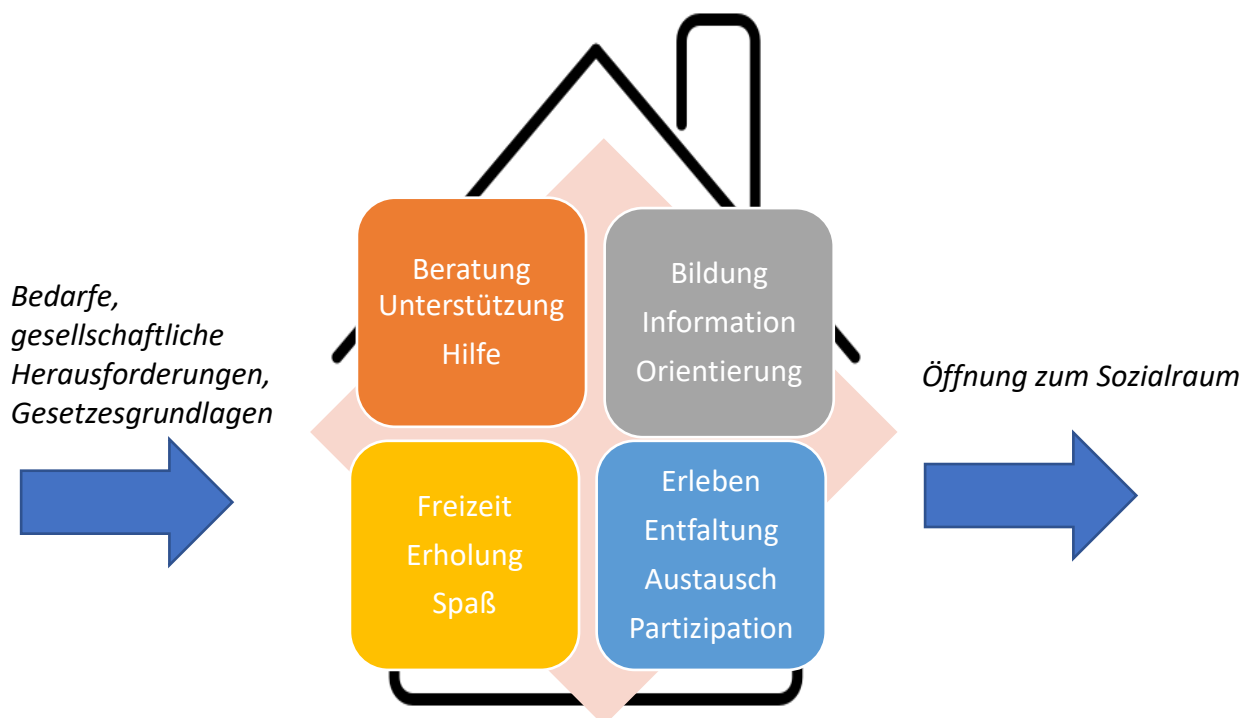 Bedarfe,
gesellschaftliche
Herausforderungen,
Gesetzesgrundlagen
Beratung
Unterstützung
Hilfe
Bildung
Information
Orientierung
Freizeit
Erholung
Spaß
Erleben
Entfaltung
Austausch
Partizipation
Öffnung zum Sozialraum